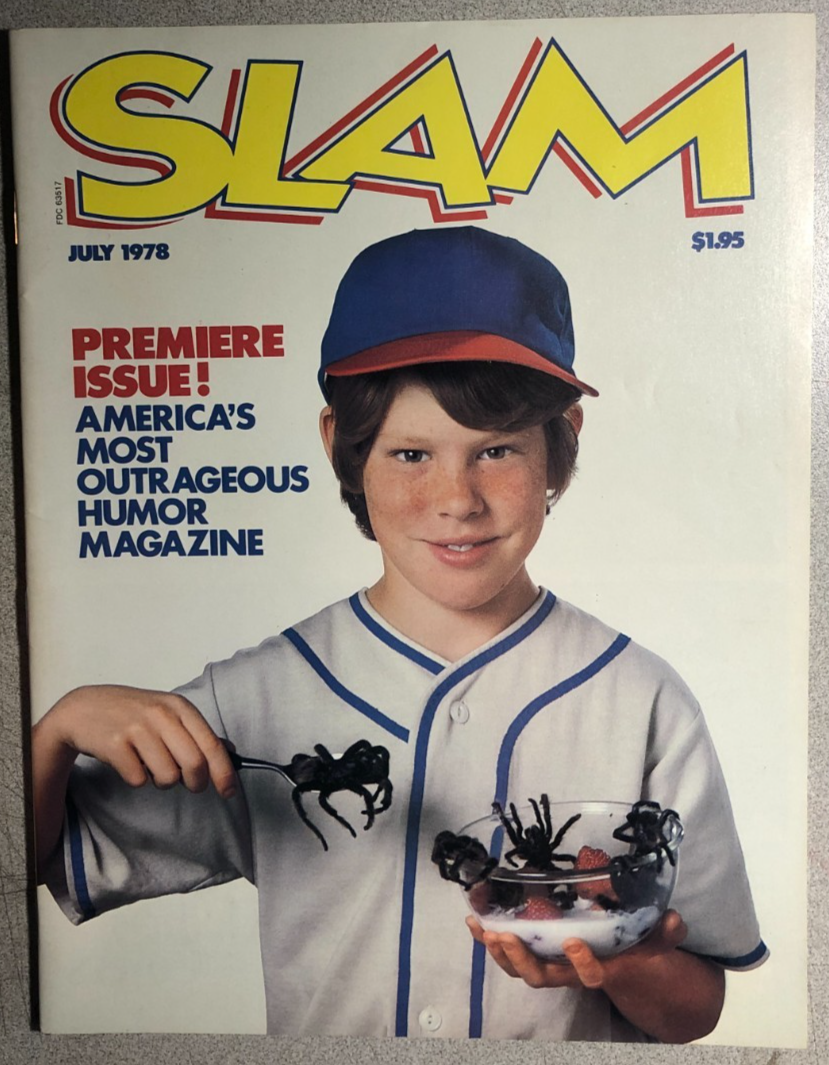 SLAM
FDC 63517
JULY 1978
$1.95
PREMIERE
ISSUE!
AMERICA'S
MOST
OUTRAGEOUS
HUMOR
MAGAZINE